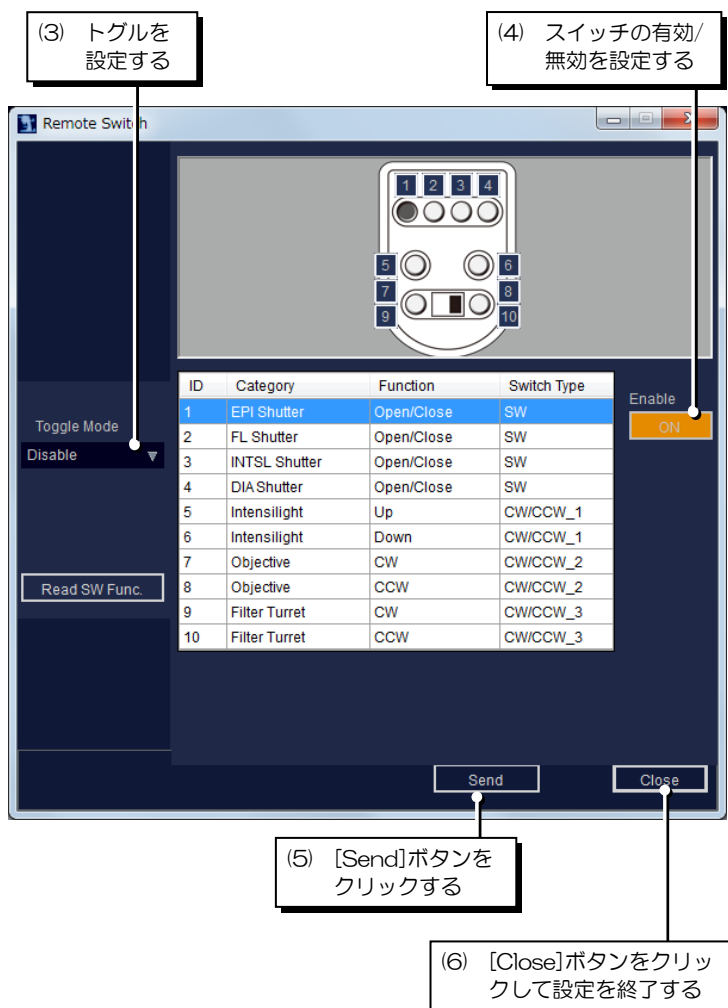 (3) トグルを
設定する
(4) スイッチの有効/
無効を設定する
Remote Switch
1 2 3 4
5 6
7 8
9 10
ID Category Function Switch Type
1 EPI Shutter Open/Close SW
2 FL Shutter Open/Close SW
3 INTSL Shutter Open/Close SW
4 DIA Shutter Open/Close SW
5 Intensilight Up CW/CCW_1
6 Intensilight Down CW/CCW_1
7 Objective CW CW/CCW_2
8 Objective CCW CW/CCW_2
9 Filter Turret CW CW/CCW_3
10 Filter Turret CCW CW/CCW_3
Enable
ON
Toggle Mode
Disable
Read SW Func.
Send Close
(5) [Send]ボタンを
クリックする
(6) [Close]ボタンをクリッ
クして設定を終了する